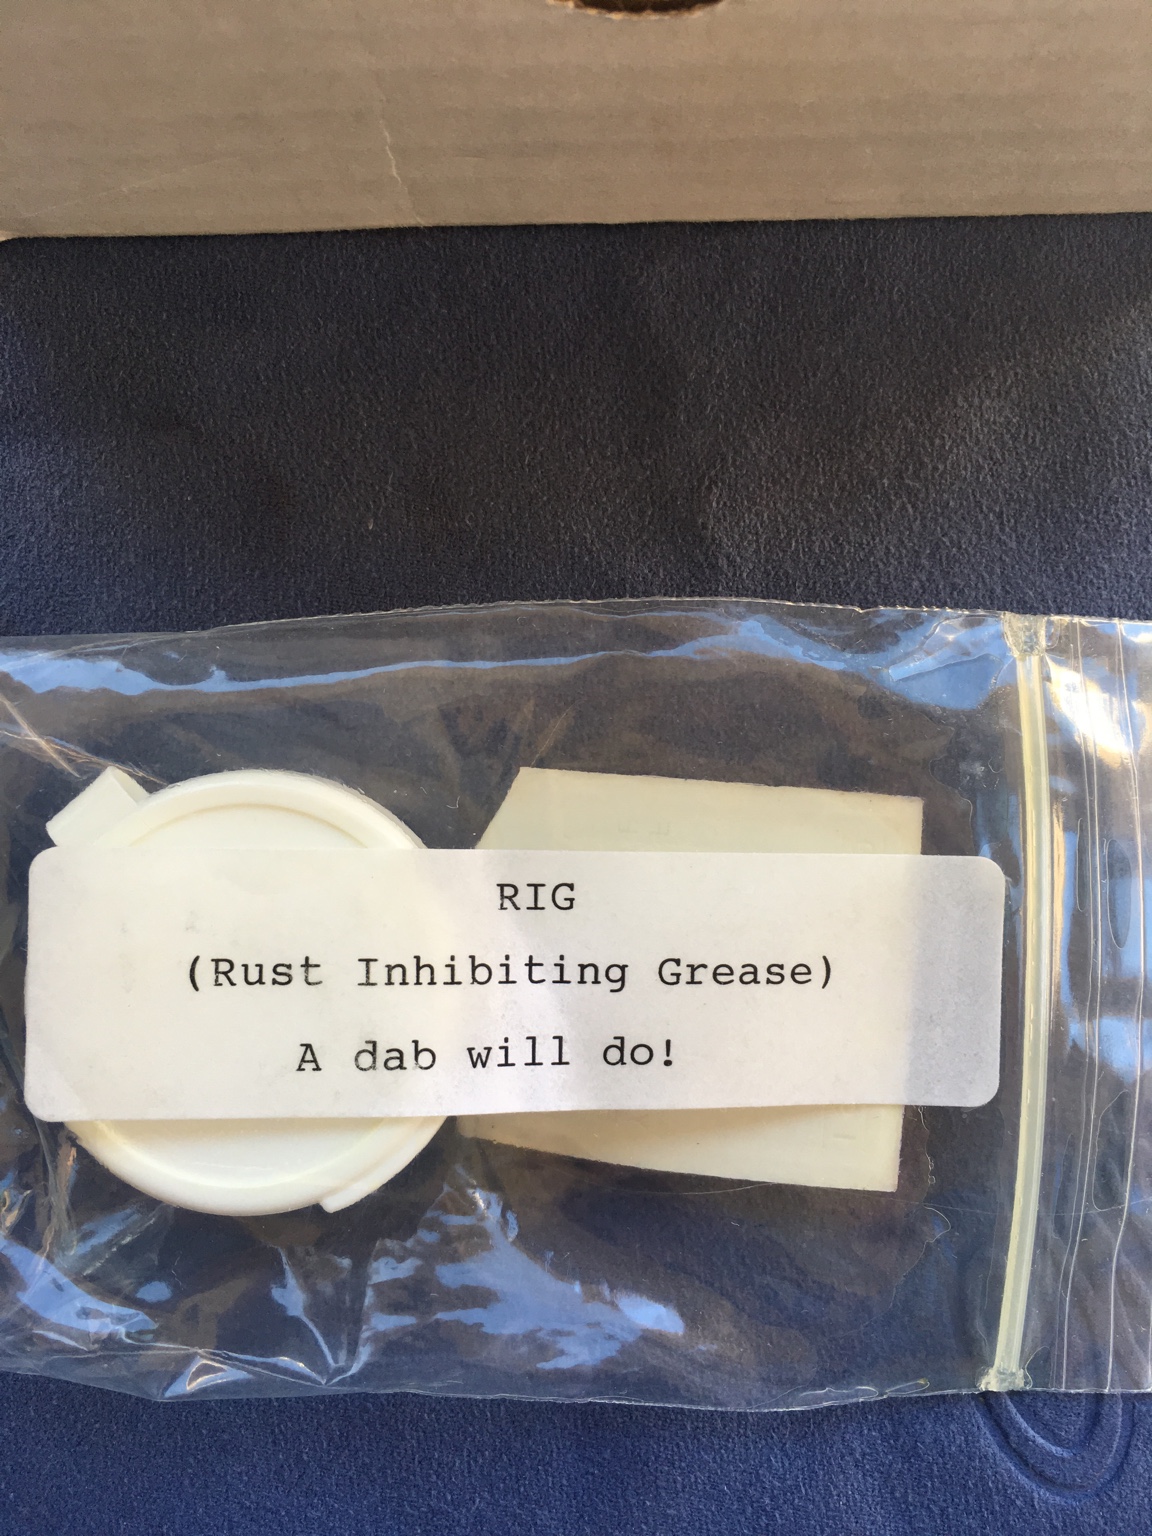 RIG
(Rust Inhibiting Grease)
A dab will do!